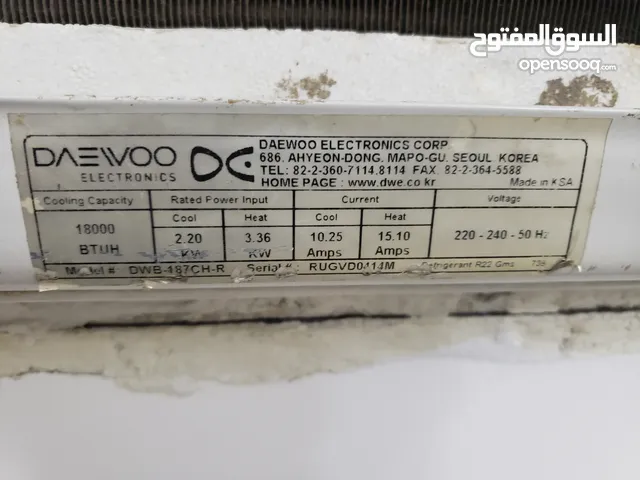 السوق المفتوح
opensooq.com
DAEWOO
ELECTRONICS
DAEWOO ELECTRONICS CORP
686, AHYEON-DONG, MAPO-GU, SEOUL KOREA
TEL: 82-2-360-7114.8114 FAX. 82-2-364-5588
HOME PAGE : www.dwe.co.kr Made in KSA
Cooling Capacity Rated Power Input Current Voltage
Cool Heat Cool Heat
18000 2.20 3.36 10.25 15.10 220 - 240 - 50 Hz
BTUH KW KW Amps Amps
Model # DWB-187CH-R Serial # : RUGVD0414M Refrigerant R22 Gms